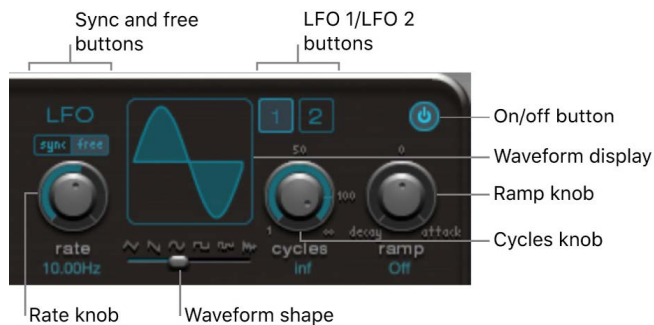 Sync and free
buttons
LFO 1/LFO 2
buttons
LFO
1 2
On/off button
sync free
50 0
Waveform display
Ramp knob
100
1 ∞ decay attack
Cycles knob
rate cycles ramp
10.00Hz inf Off
Rate knob Waveform shape